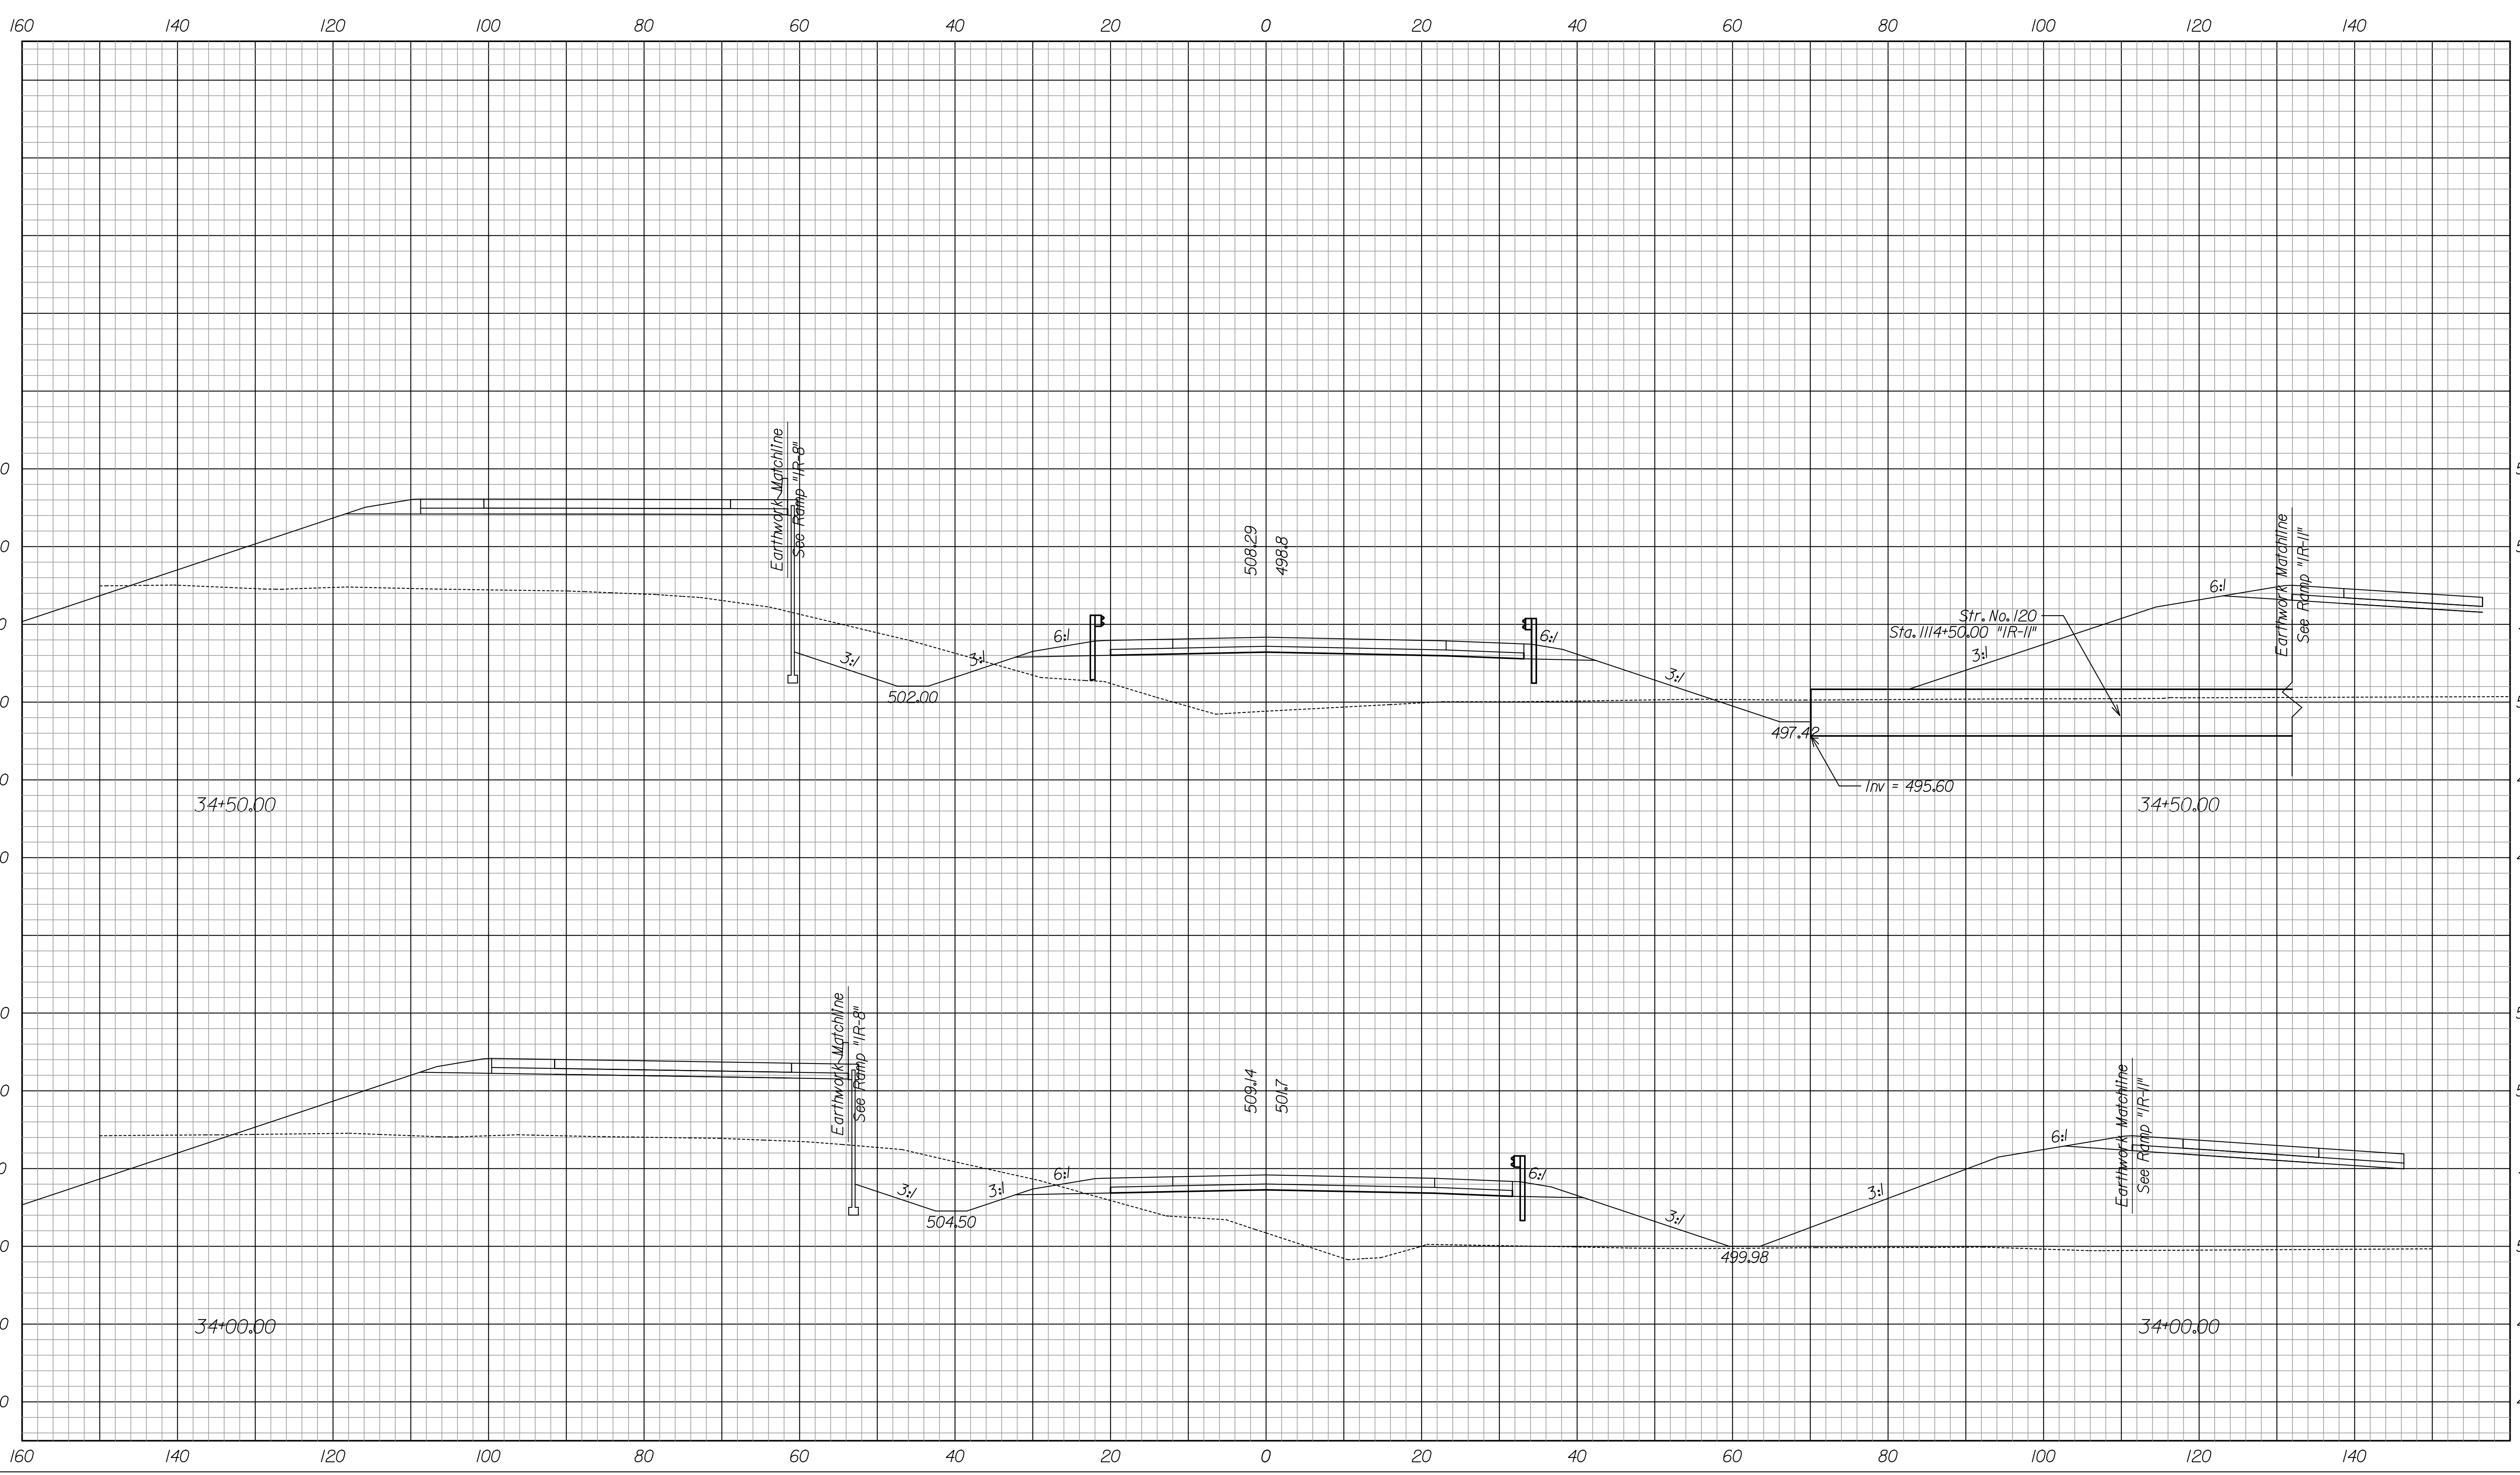 160 140 120 100 80 60 40 20 0 20 40 60 80 100 120 140
Earthwork Matchline
See Ramp "IR-8"
508.29
498.8
Earthwork Matchline
See Ramp "IR-11"
6:1
3:1
3:1
6:1
6:1
3:1
3:1
6:1
Str. No. 120
Sta. 1114+50.00 "IR-11"
502.00
497.42
Inv = 495.60
34+50.00
34+50.00
Earthwork Matchline
See Ramp "IR-8"
509.14
501.7
Earthwork Matchline
See Ramp "IR-11"
3:1
3:1
6:1
6:1
3:1
3:1
6:1
504.50
499.98
34+00.00
34+00.00
160 140 120 100 80 60 40 20 0 20 40 60 80 100 120 140